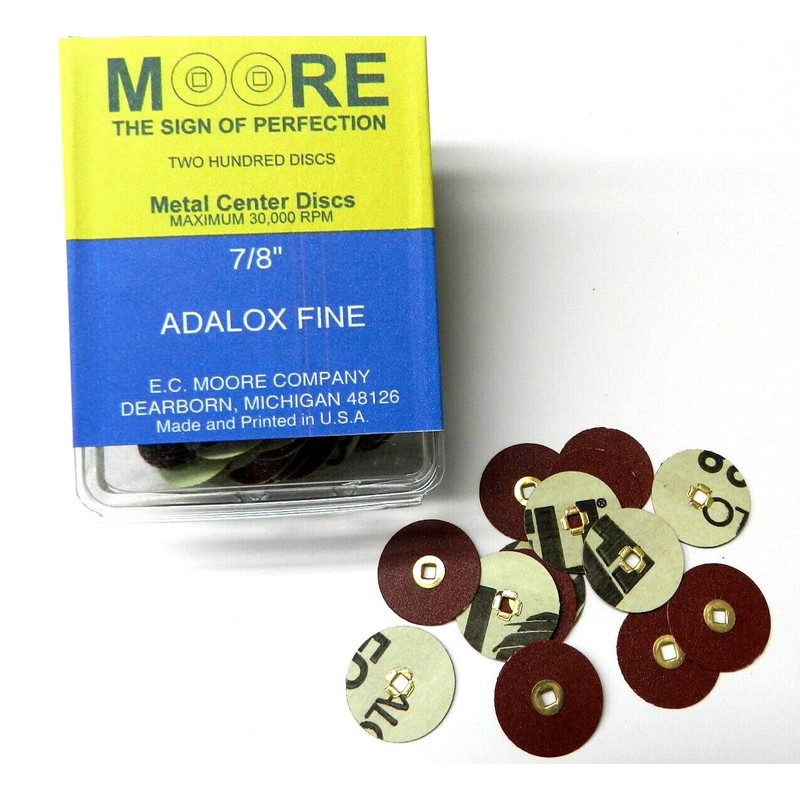 MOORE
THE SIGN OF PERFECTION
TWO HUNDRED DISCS
Metal Center Discs
MAXIMUM 30,000 RPM
7/8"
ADALOX FINE
E.C. MOORE COMPANY
DEARBORN, MICHIGAN 48126
Made and Printed in U.S.A.